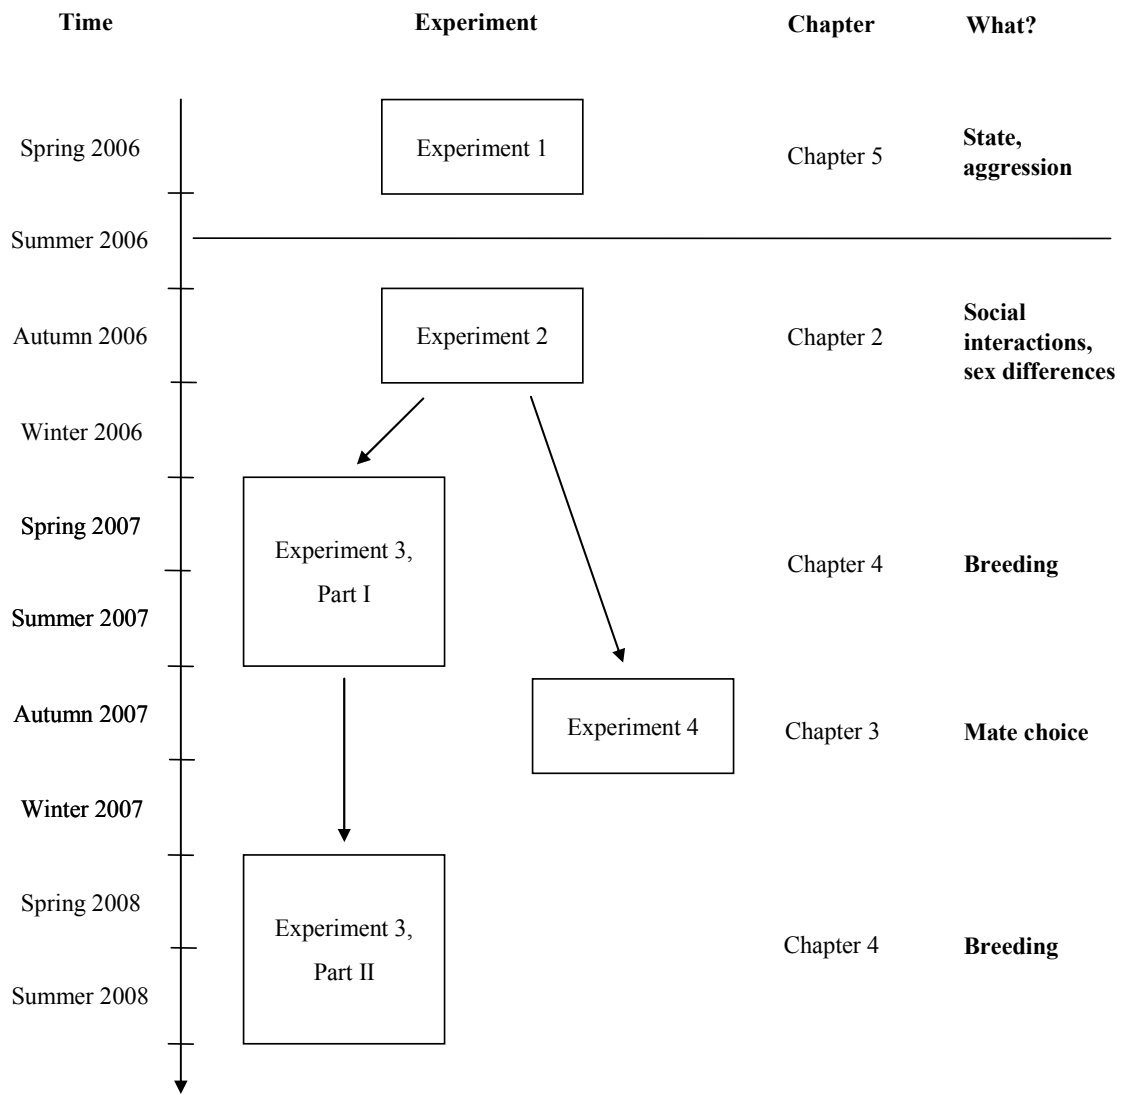 Time Experiment Chapter What?
Spring 2006
Experiment 1
Chapter 5
State,
aggression
Summer 2006
Autumn 2006
Experiment 2
Chapter 2
Social
interactions,
sex differences
Winter 2006
Spring 2007
Experiment 3,
Part I
Chapter 4
Breeding
Summer 2007
Autumn 2007
Experiment 4
Chapter 3
Mate choice
Winter 2007
Spring 2008
Experiment 3,
Part II
Chapter 4
Breeding
Summer 2008